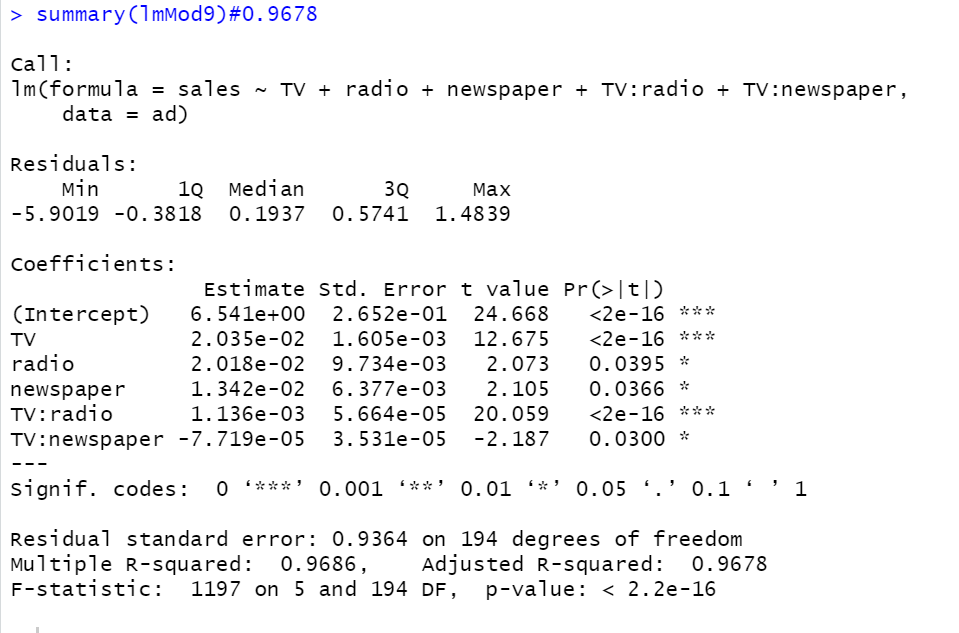 > summary(lmMod9)#0.9678

Call:
lm(formula = sales ~ TV + radio + newspaper + TV:radio + TV:newspaper,
    data = ad)

Residuals:
    Min      1Q  Median      3Q     Max
-5.9019 -0.3818  0.1937  0.5741  1.4839

Coefficients:
               Estimate Std. Error t value Pr(>|t|)
(Intercept)   6.541e+00  2.652e-01  24.668   <2e-16 ***
TV            2.035e-02  1.605e-03  12.675   <2e-16 ***
radio         2.018e-02  9.734e-03   2.073   0.0395 *
newspaper     1.342e-02  6.377e-03   2.105   0.0366 *
TV:radio      1.136e-03  5.664e-05  20.059   <2e-16 ***
TV:newspaper -7.719e-05  3.531e-05  -2.187   0.0300 *
---
Signif. codes:  0 ‘***’ 0.001 ‘**’ 0.01 ‘*’ 0.05 ‘.’ 0.1 ‘ ’ 1

Residual standard error: 0.9364 on 194 degrees of freedom
Multiple R-squared:  0.9686,    Adjusted R-squared:  0.9678
F-statistic:  1197 on 5 and 194 DF,  p-value: < 2.2e-16